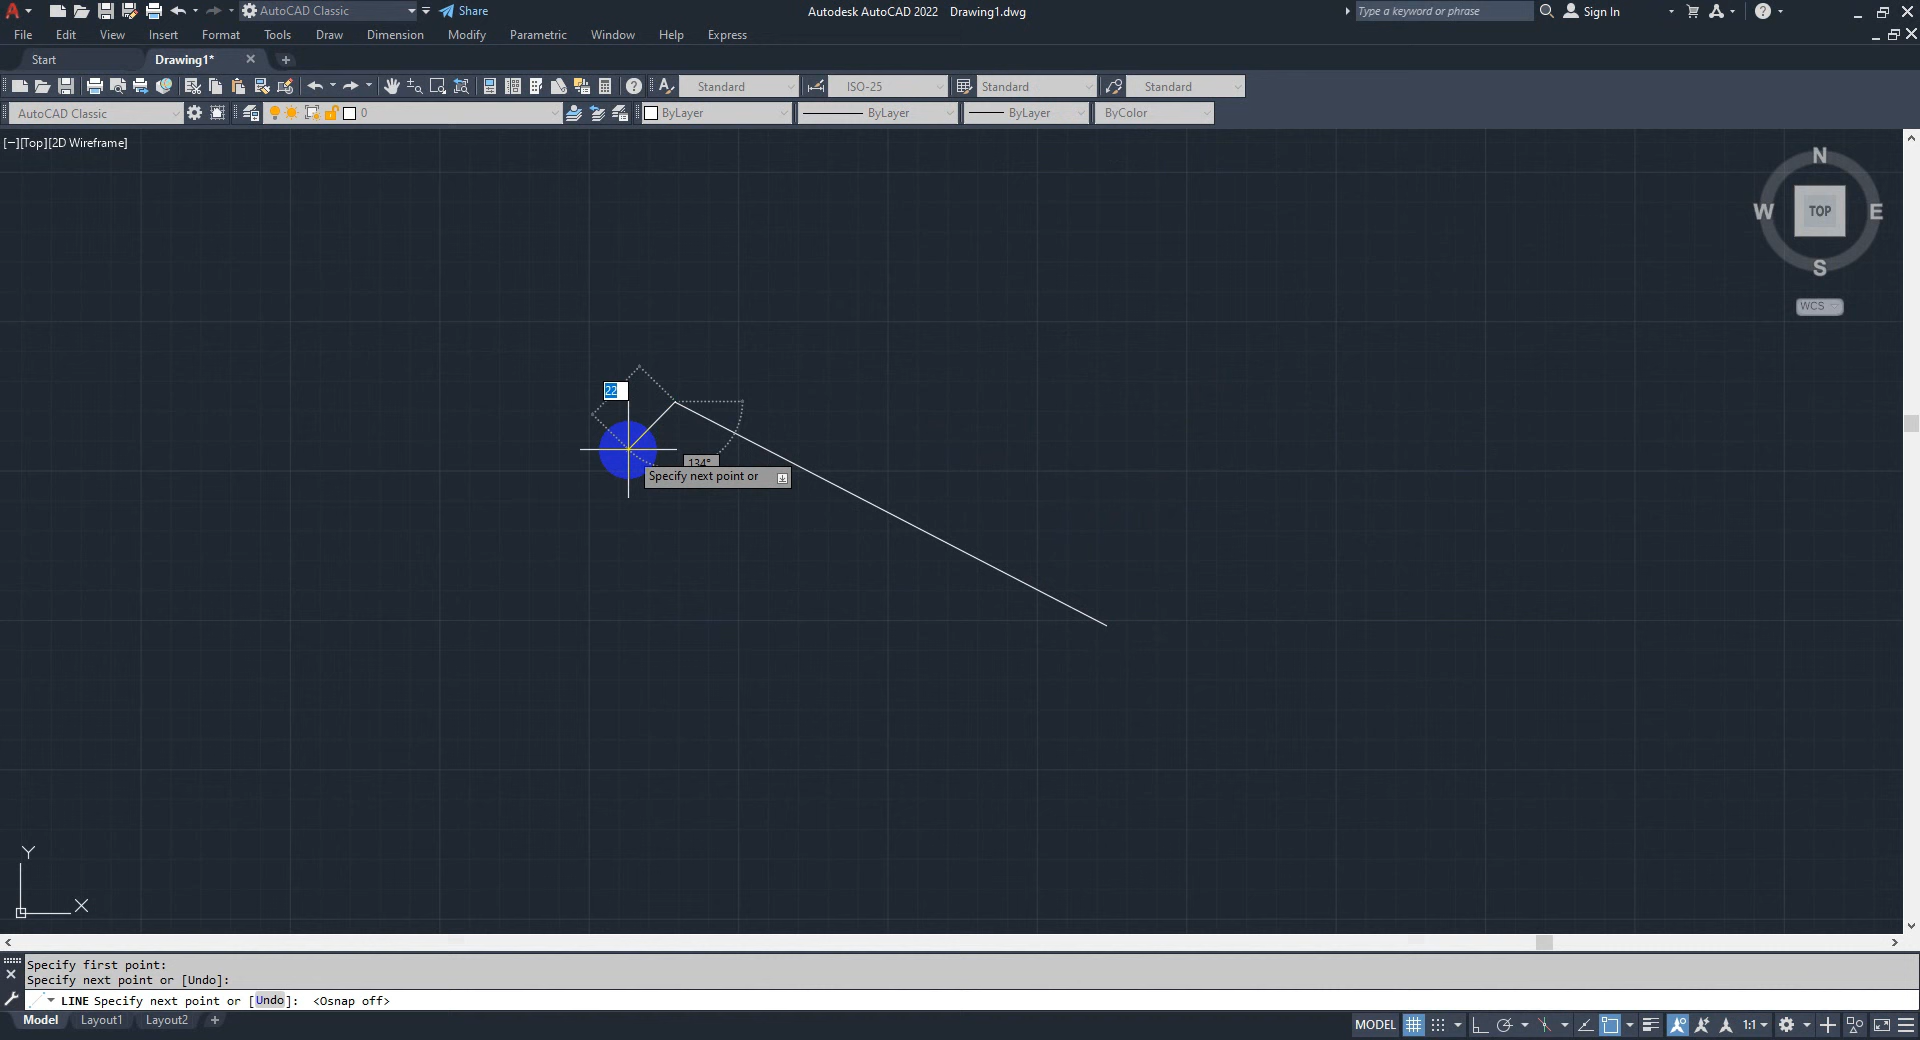 AutoCAD Classic
Share
Autodesk AutoCAD 2022 Drawing1.dwg
Type a keyword or phrase
Sign In
File Edit View Insert Format Tools Draw Dimension Modify Parametric Window Help Express
Start
Drawing1*
Standard
ISO-25
Standard
Standard
AutoCAD Classic
0
ByLayer
ByLayer
ByLayer
ByColor
[−][Top][2D Wireframe]
N
W
TOP
E
S
WCS
22
134°
Specify next point or
Y
X
Specify first point:
Specify next point or [Undo]:
LINE Specify next point or [Undo]: <Osnap off>
Model Layout1 Layout2
MODEL
1:1